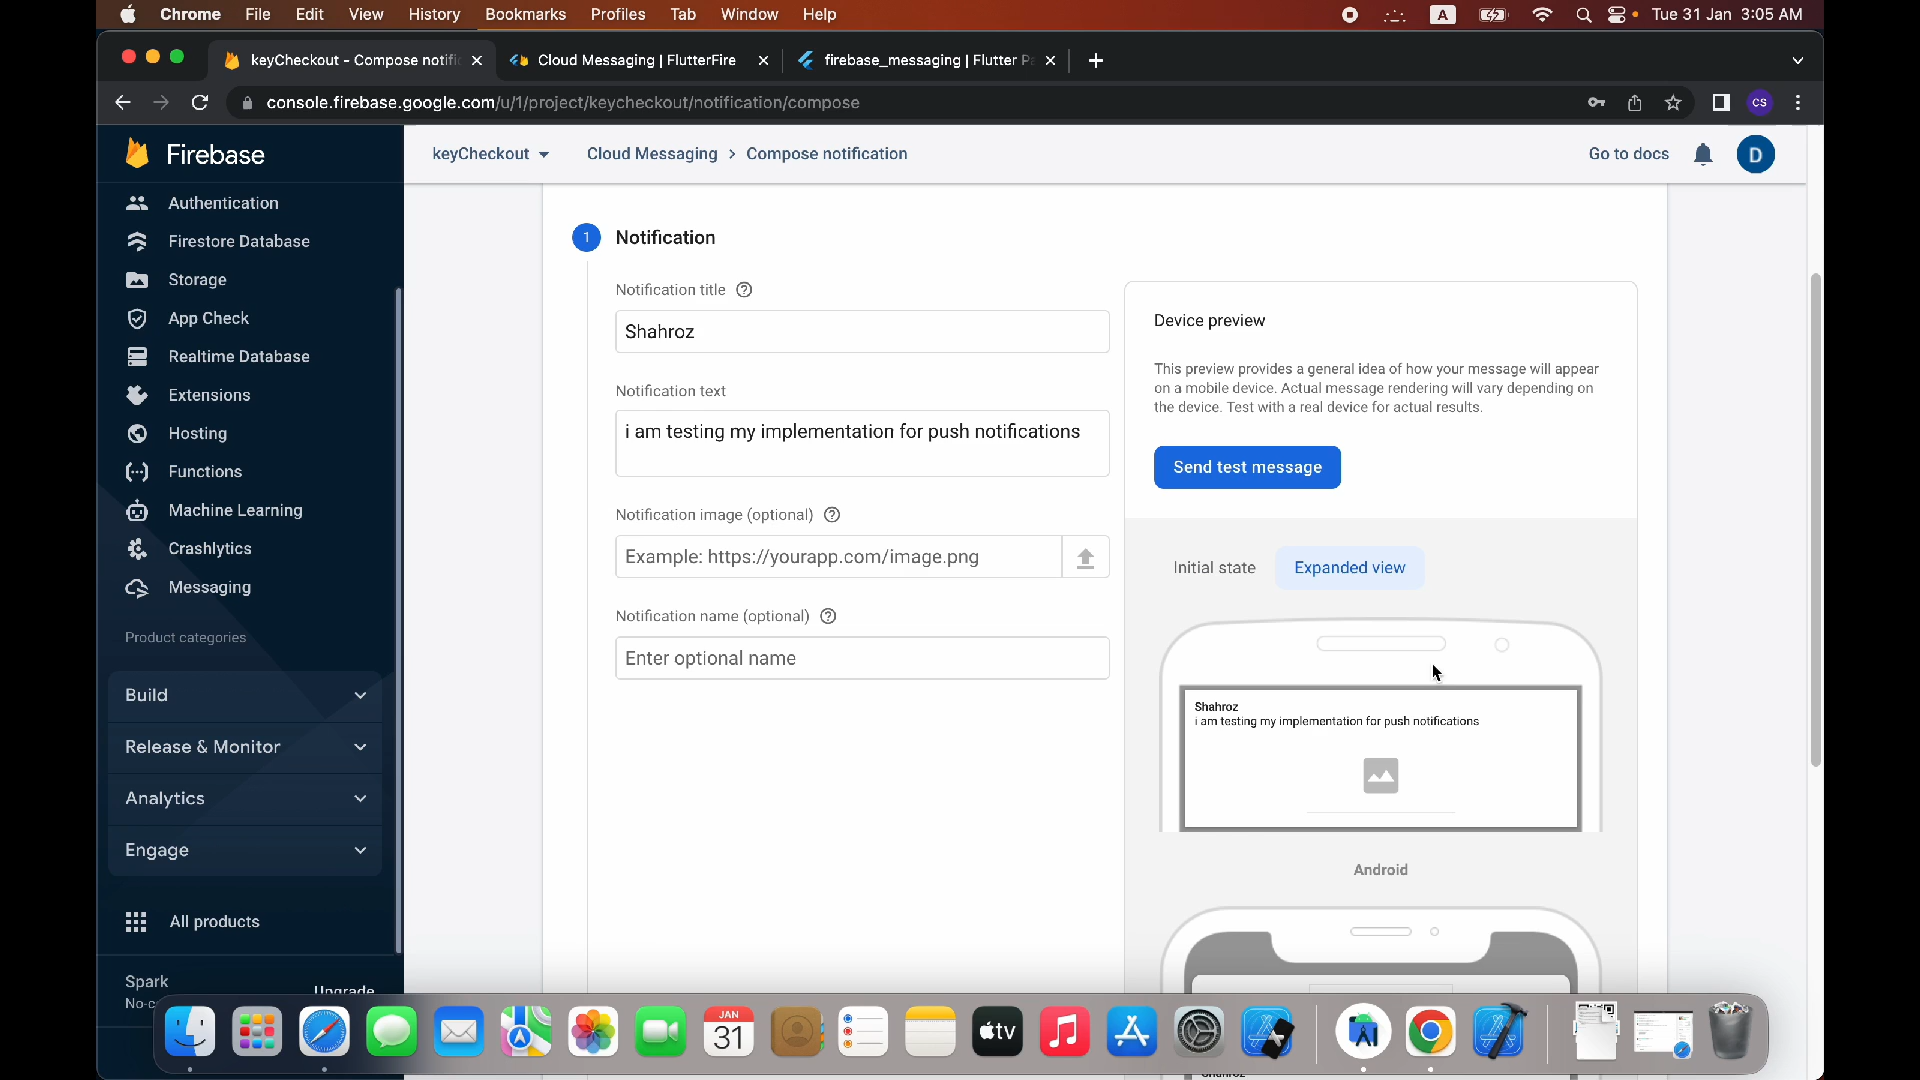 Chrome File Edit View History Bookmarks Profiles Tab Window Help A Tue 31 Jan 3:05 AM
keyCheckout - Compose notific Cloud Messaging | FlutterFire firebase_messaging | Flutter Pa
console.firebase.google.com/u/1/project/keycheckout/notification/compose CS
Firebase
keyCheckout Cloud Messaging > Compose notification Go to docs D
Authentication
Firestore Database
Storage
App Check
Realtime Database
Extensions
Hosting
Functions
Machine Learning
Crashlytics
Messaging
Product categories
Build
Release & Monitor
Analytics
Engage
All products
Spark
No-c
Upgrade
1 Notification
Notification title
Shahroz
Notification text
i am testing my implementation for push notifications
Notification image (optional)
Example: https://yourapp.com/image.png
Notification name (optional)
Enter optional name
Device preview
This preview provides a general idea of how your message will appear
on a mobile device. Actual message rendering will vary depending on
the device. Test with a real device for actual results.
Send test message
Initial state Expanded view
Shahroz
i am testing my implementation for push notifications
Android
JAN
31
tv
Shahroz